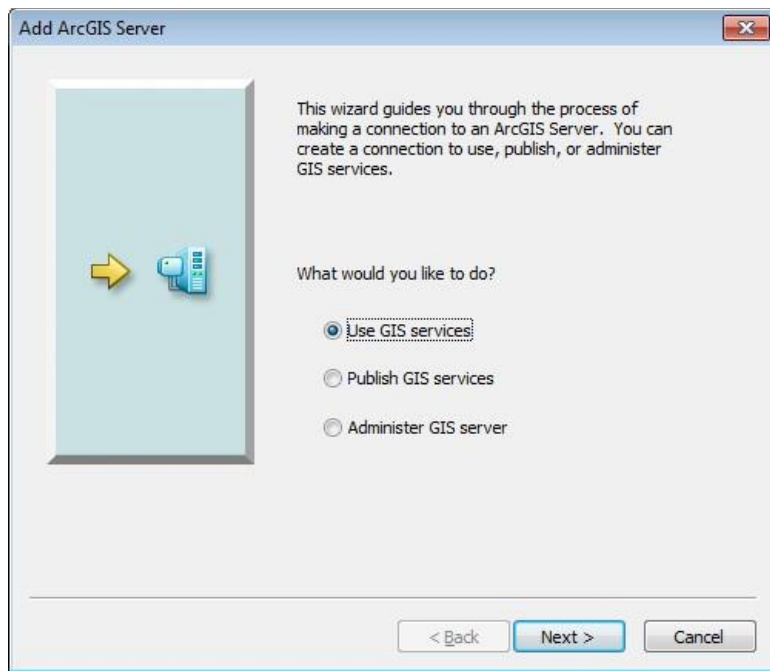 Add ArcGIS Server
This wizard guides you through the process of
making a connection to an ArcGIS Server.  You can
create a connection to use, publish, or administer
GIS services.
What would you like to do?
Use GIS services
Publish GIS services
Administer GIS server
< Back
Next >
Cancel